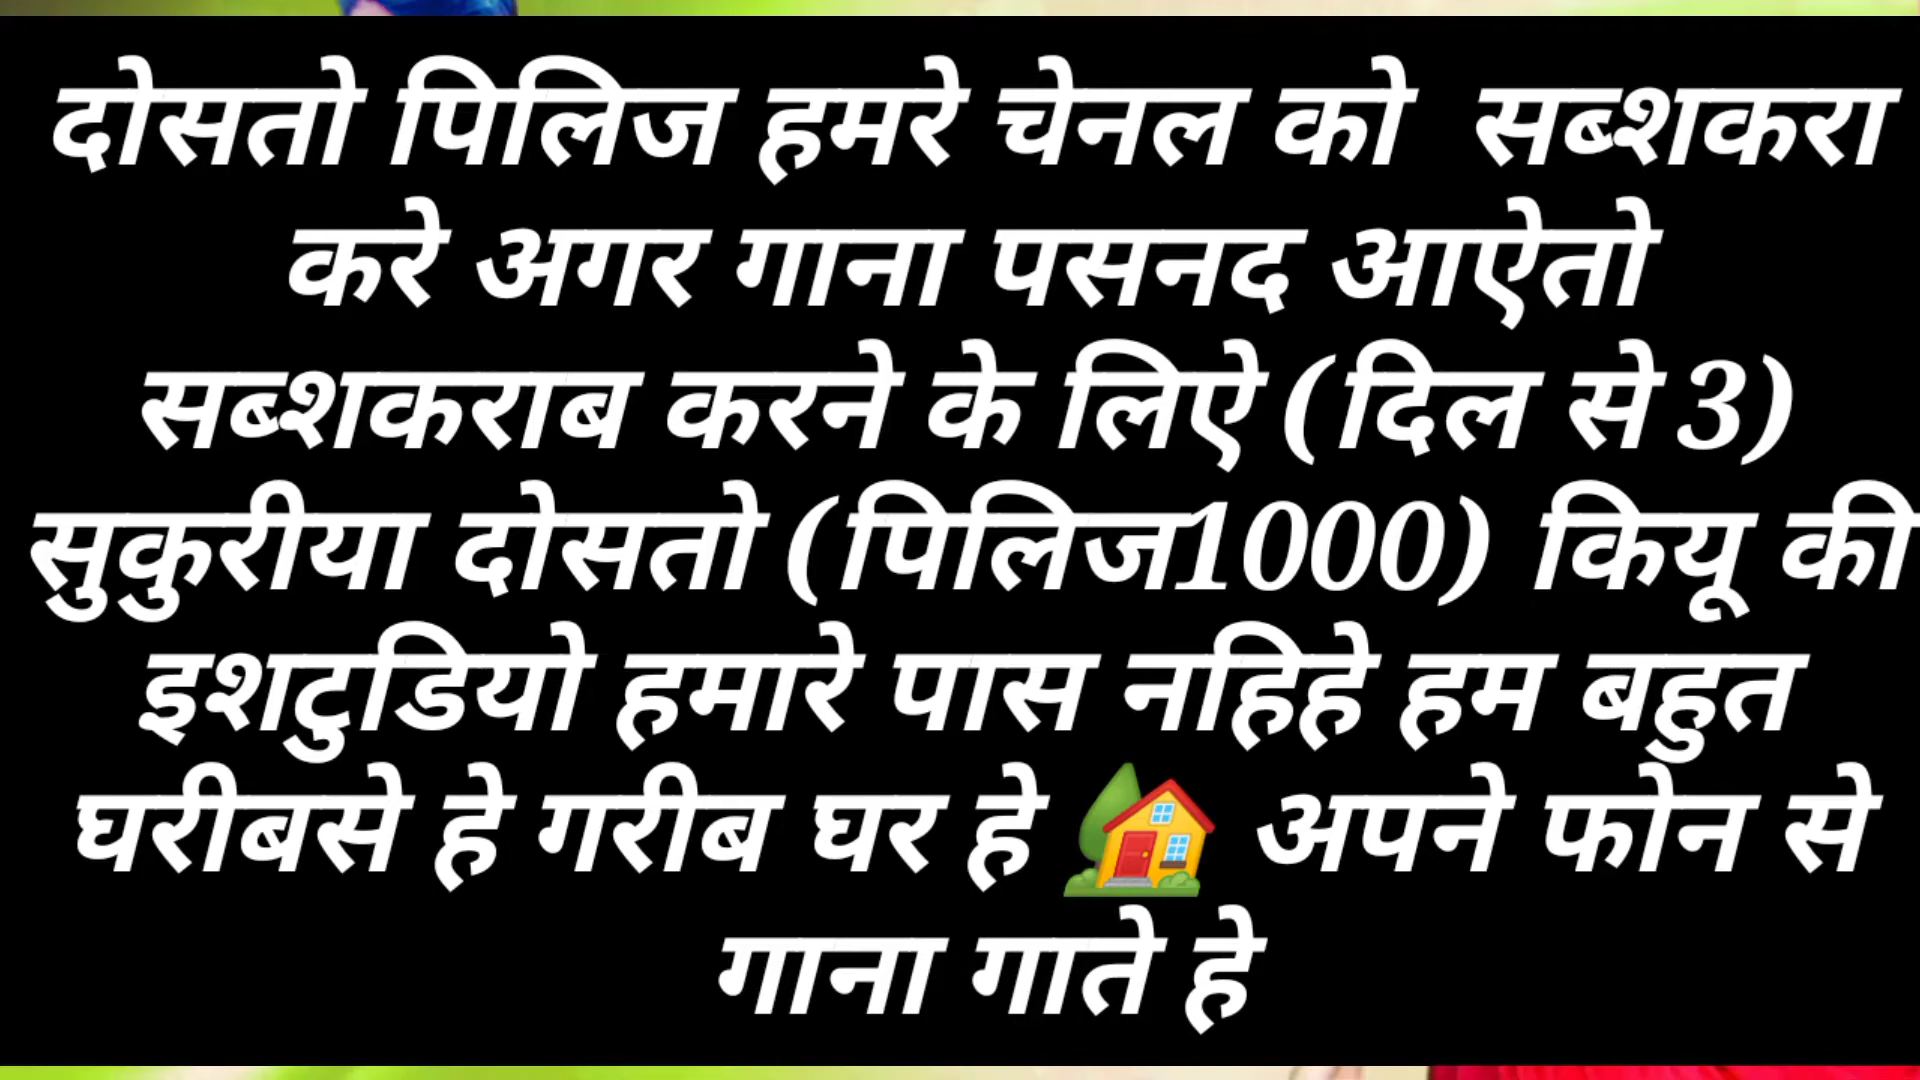 दोसतो पिलिज हमरे चेनल को सब्शकरा
करे अगर गाना पसनद आऐतो
सब्शकराब करने के लिऐ (दिल से 3)
सुकुरीया दोसतो (पिलिज1000) कियू की
इशटुडियो हमारे पास नहिहे हम बहुत
घरीबसे हे गरीब घर हे 🏡 अपने फोन से
गाना गाते हे